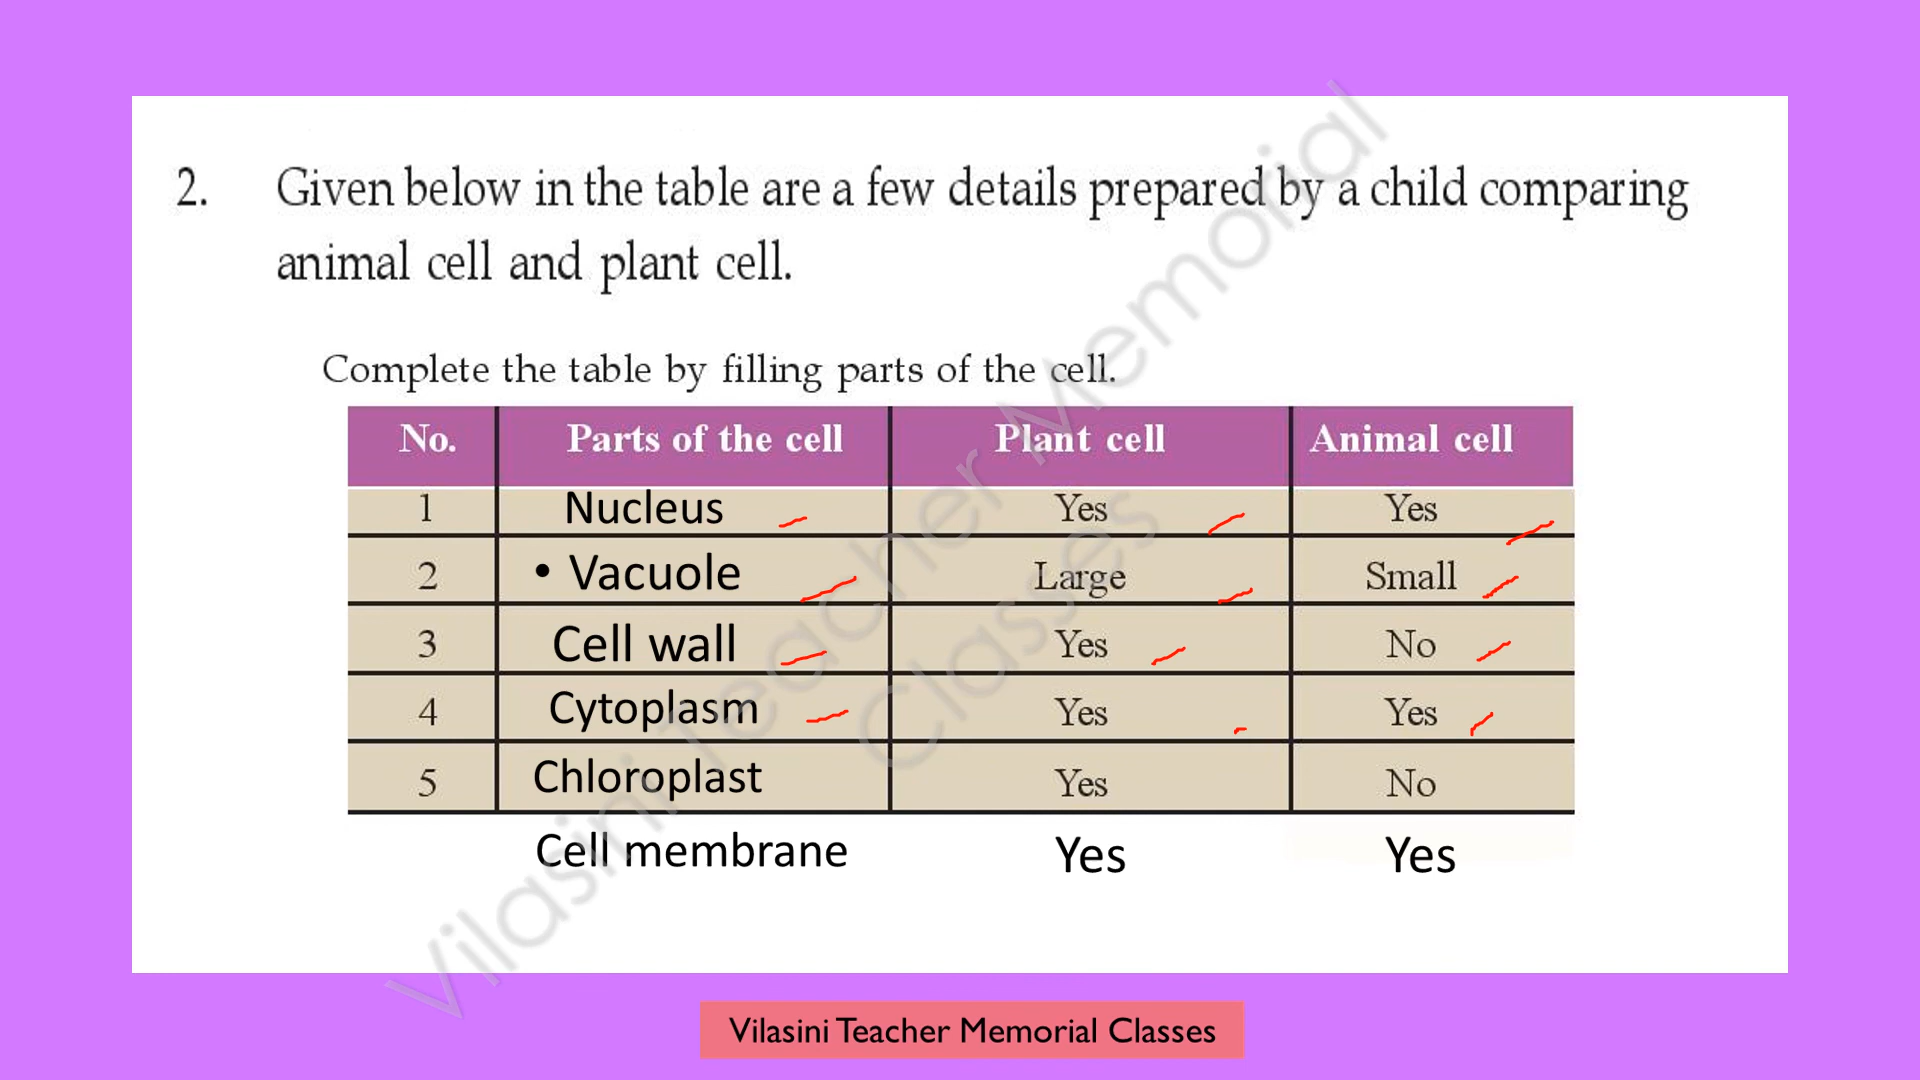 2. Given below in the table are a few details prepared by a child comparing
animal cell and plant cell.
Complete the table by filling parts of the cell.
No. Parts of the cell Plant cell Animal cell
1 Nucleus Yes Yes
2 • Vacuole Large Small
3 Cell wall Yes No
4 Cytoplasm Yes Yes
5 Chloroplast Yes No
Cell membrane Yes Yes
Vilasini Teacher Memorial
Classes
Vilasini Teacher Memorial Classes